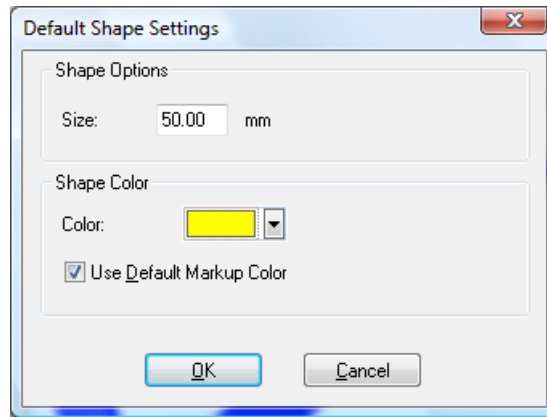 Default Shape Settings
Shape Options
Size: 50.00 mm
Shape Color
Color:
Use Default Markup Color
OK Cancel